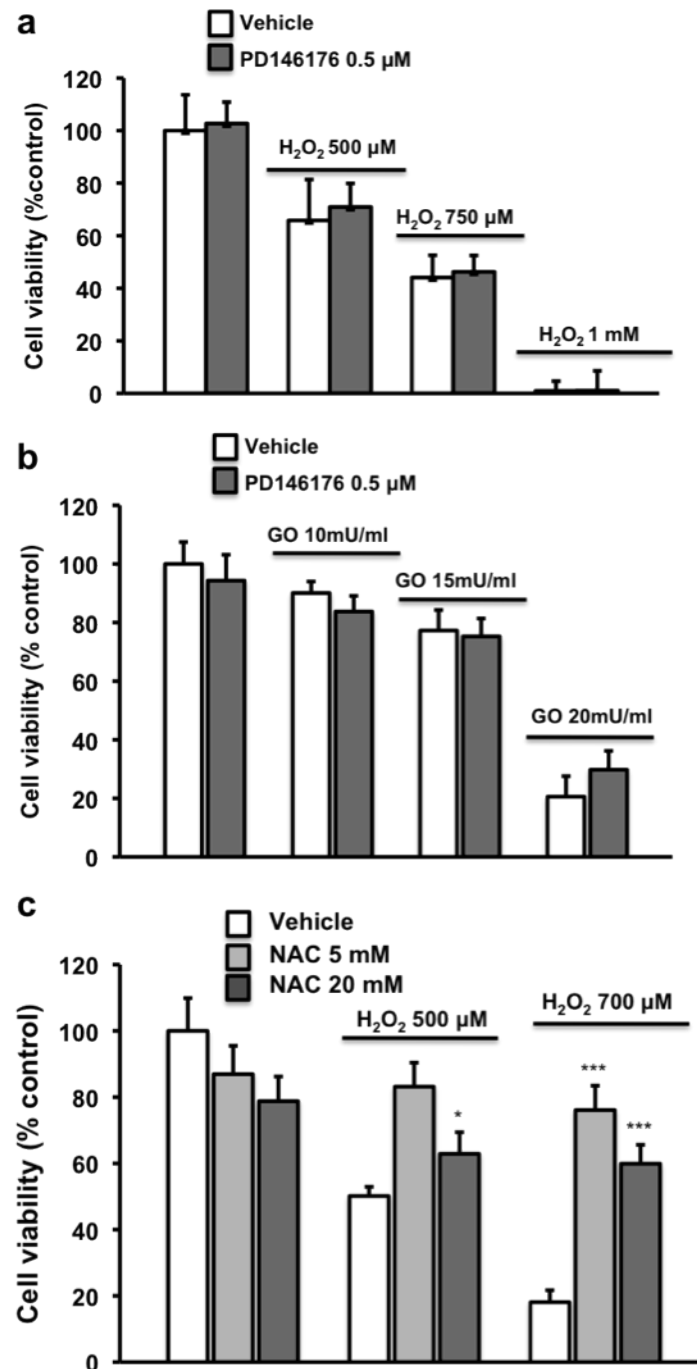 a
Vehicle
PD146176 0.5 µM
Cell viability (%control)
120
100
80
60
40
20
0
H₂O₂ 500 µM
H₂O₂ 750 µM
H₂O₂ 1 mM
b
Vehicle
PD146176 0.5 µM
Cell viability (% control)
120
100
80
60
40
20
0
GO 10mU/ml
GO 15mU/ml
GO 20mU/ml
c
Vehicle
NAC 5 mM
NAC 20 mM
Cell viability (% control)
120
100
80
60
40
20
0
H₂O₂ 500 µM
*
H₂O₂ 700 µM
***
***